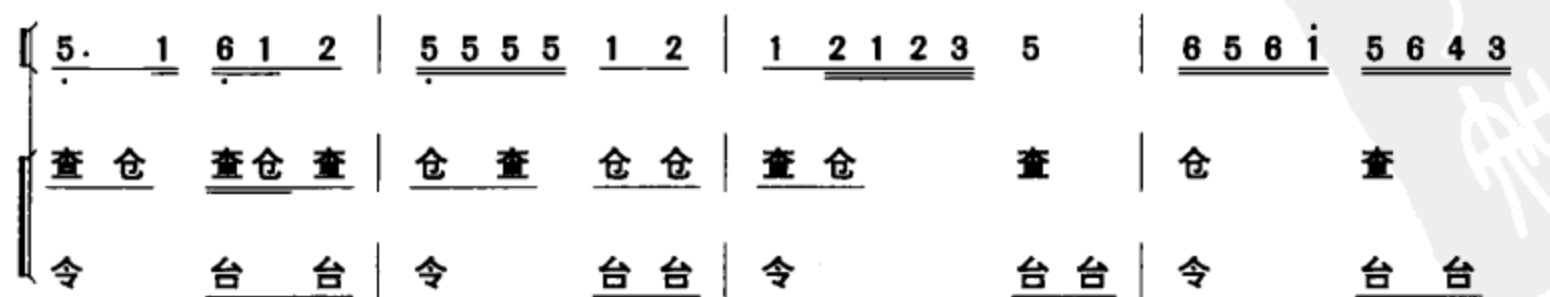 5. 1 6 1 2 | 5 5 5 5 1 2 | 1 2 1 2 3 5 | 6 5 6 i 5 6 4 3
查 仓 查 仓 查 | 仓 查 仓 仓 | 查 仓 查 | 仓 查
令 台 台 | 令 台 台 | 令 台 台 | 令 台 台